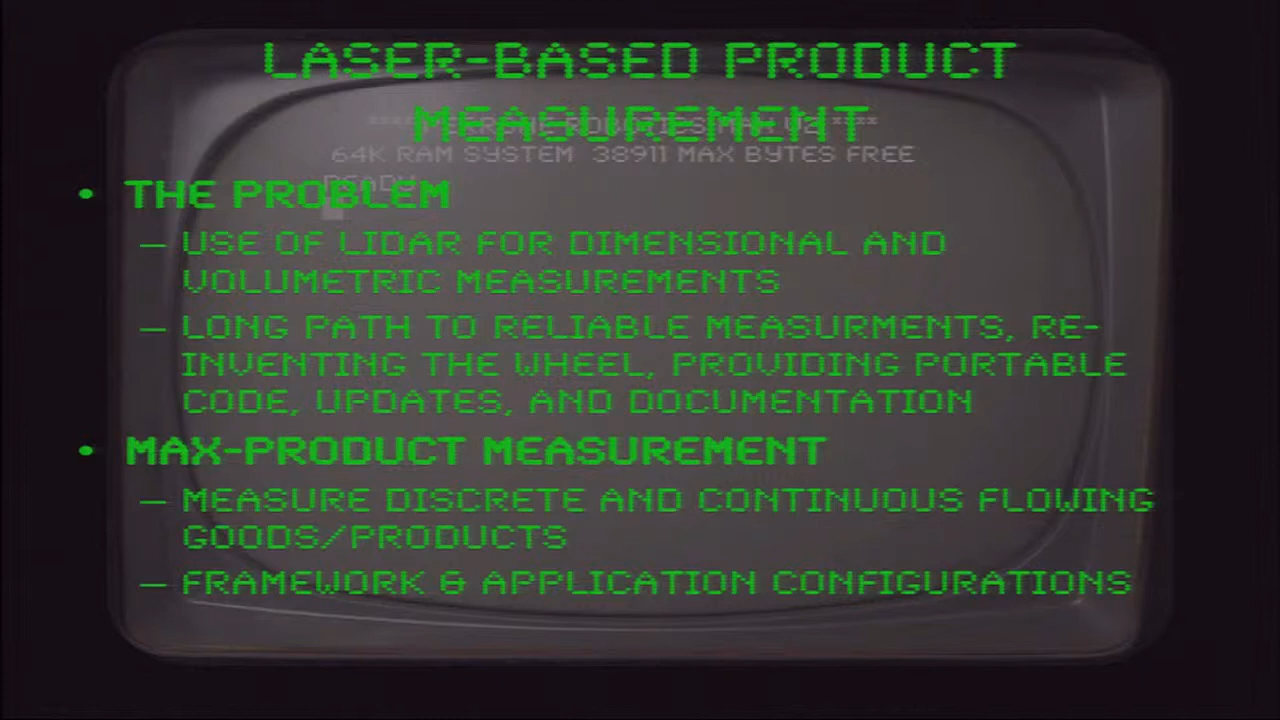 LASER-BASED PRODUCT
MEASUREMENT
64K RAM SYSTEM 38911 MAX BYTES FREE
READY
• THE PROBLEM
– USE OF LIDAR FOR DIMENSIONAL AND
VOLUMETRIC MEASUREMENTS
– LONG PATH TO RELIABLE MEASURMENTS, RE-
INVENTING THE WHEEL, PROVIDING PORTABLE
CODE, UPDATES, AND DOCUMENTATION
• MAX-PRODUCT MEASUREMENT
– MEASURE DISCRETE AND CONTINUOUS FLOWING
GOODS/PRODUCTS
– FRAMEWORK & APPLICATION CONFIGURATIONS